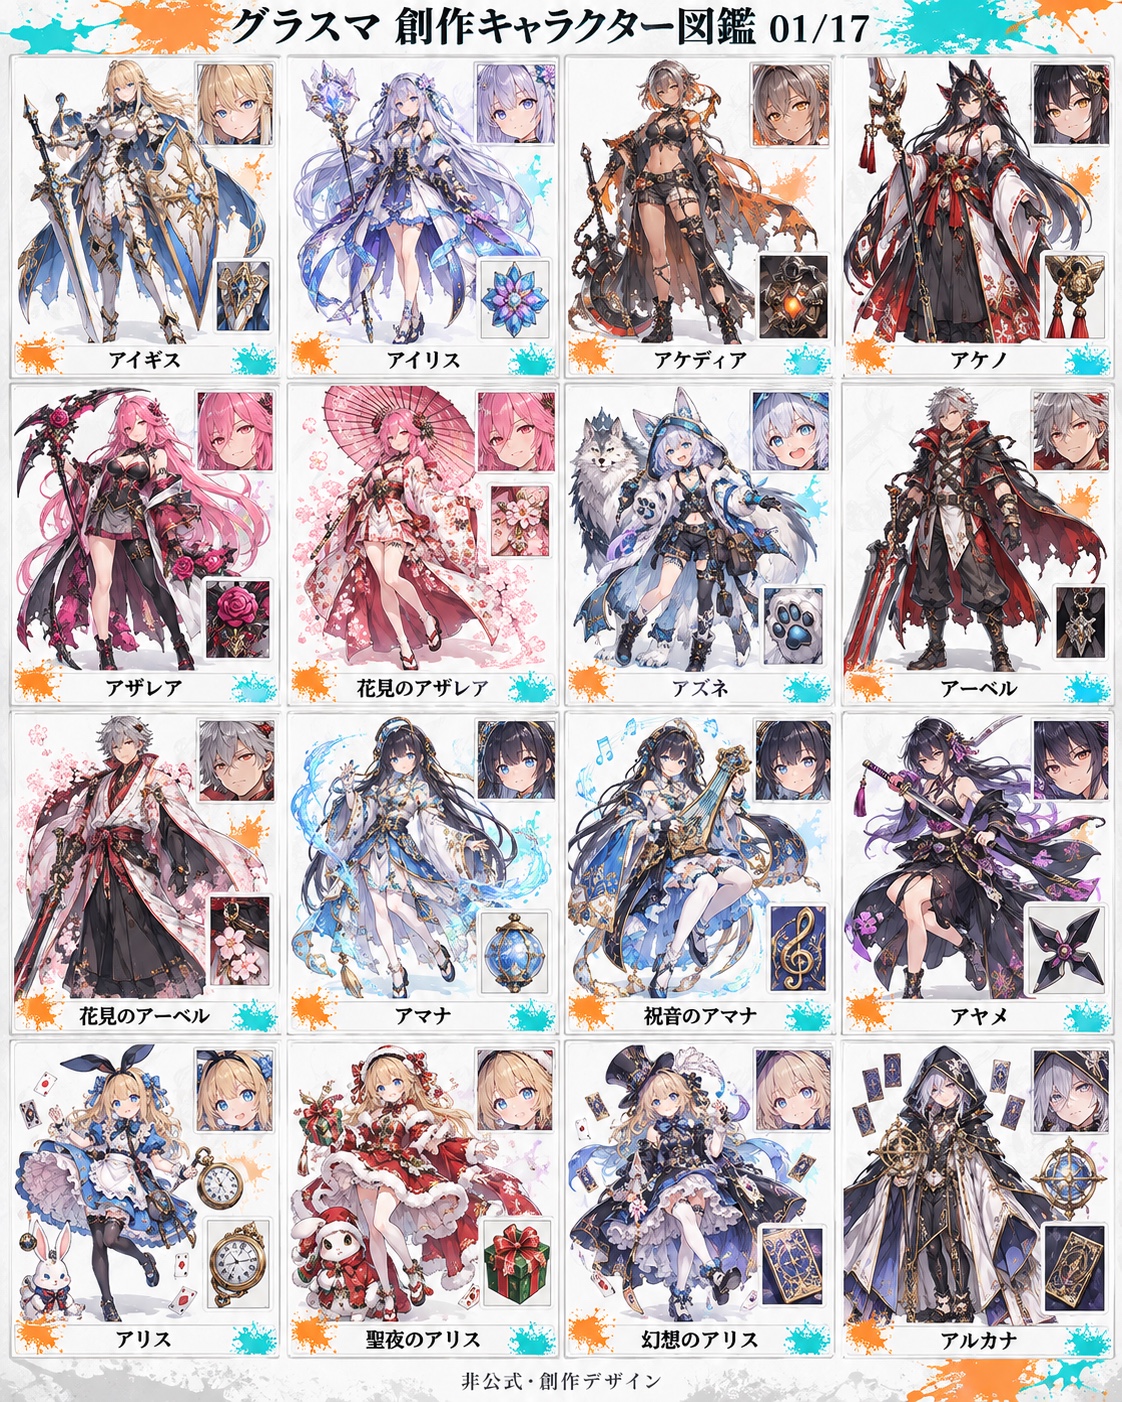 グラスマ 創作キャラクター図鑑 01/17
アイギス
アイリス
アケディア
アケノ
アザレア
花見のアザレア
アズネ
アーベル
花見のアーベル
アマナ
祝音のアマナ
アヤメ
アリス
聖夜のアリス
幻想のアリス
アルカナ
非公式・創作デザイン